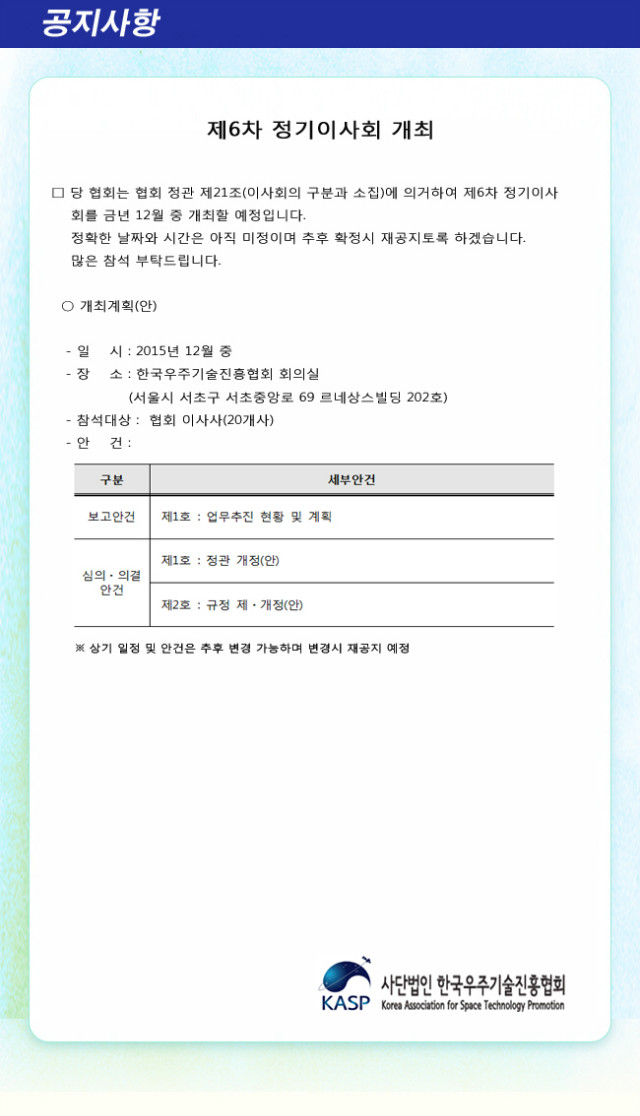 공지사항
제6차 정기이사회 개최
□ 당 협회는 협회 정관 제21조(이사회의 구분과 소집)에 의거하여 제6차 정기이사
회를 금년 12월 중 개최할 예정입니다.
정확한 날짜와 시간은 아직 미정이며 추후 확정시 재공지토록 하겠습니다.
많은 참석 부탁드립니다.
○ 개최계획(안)
- 일 시 : 2015년 12월 중
- 장 소 : 한국우주기술진흥협회 회의실
(서울시 서초구 서초중앙로 69 르네상스빌딩 202호)
- 참석대상 : 협회 이사사(20개사)
- 안 건 :
구분 세부안건
보고안건 제1호 : 업무추진 현황 및 계획
심의·의결
안건
제1호 : 정관 개정(안)
제2호 : 규정 제·개정(안)
※ 상기 일정 및 안건은 추후 변경 가능하며 변경시 재공지 예정
KASP
사단법인 한국우주기술진흥협회
Korea Association for Space Technology Promotion